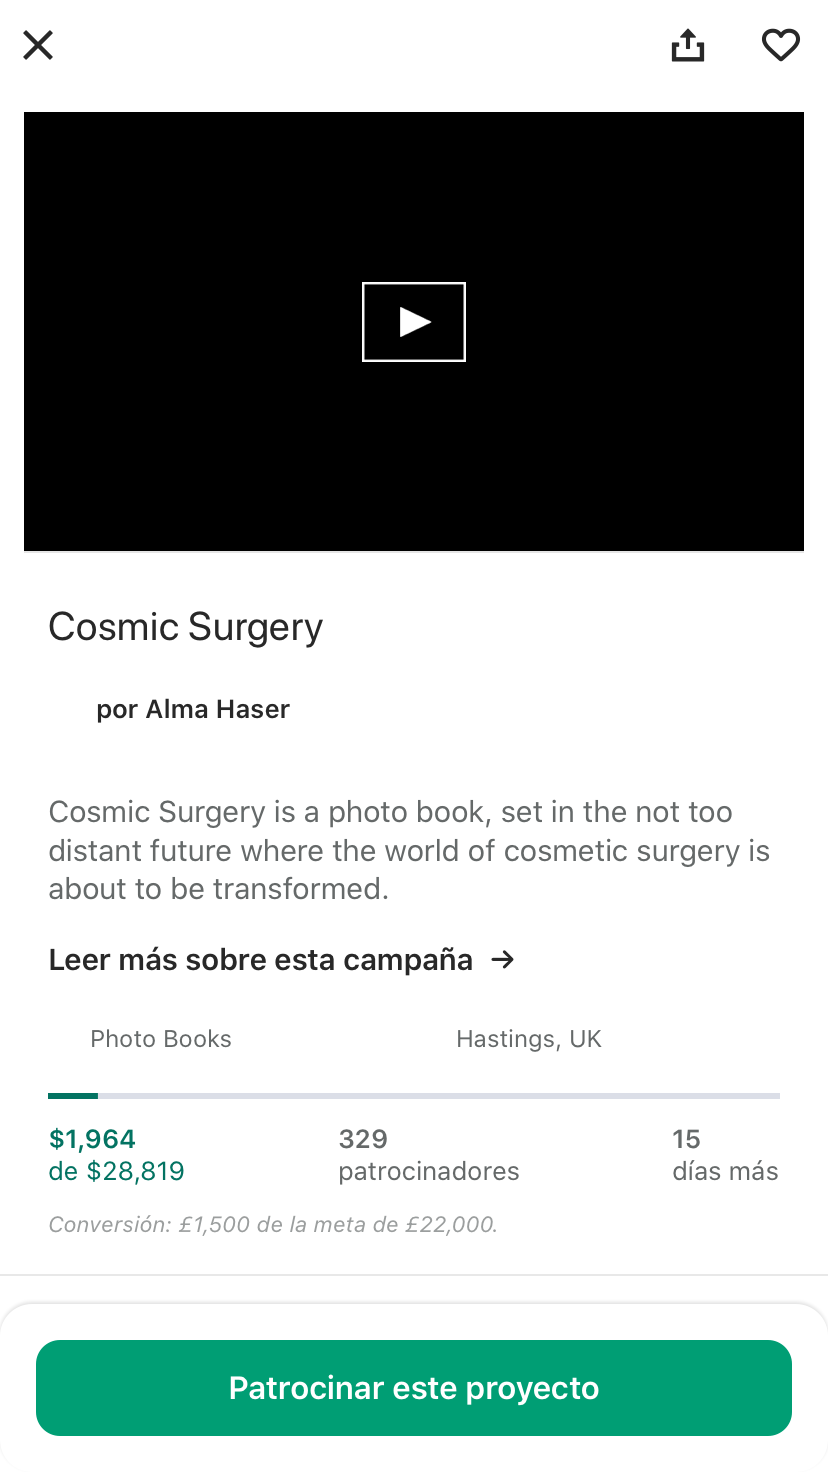 Cosmic Surgery
por Alma Haser
Cosmic Surgery is a photo book, set in the not too
distant future where the world of cosmetic surgery is
about to be transformed.
Leer más sobre esta campaña →
Photo Books
Hastings, UK
$1,964
de $28,819
329
patrocinadores
15
días más
Conversión: £1,500 de la meta de £22,000.
Patrocinar este proyecto